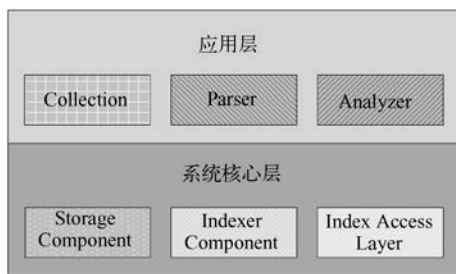 应用层
Collection
Parser
Analyzer
系统核心层
Storage
Component
Indexer
Component
Index Access
Layer